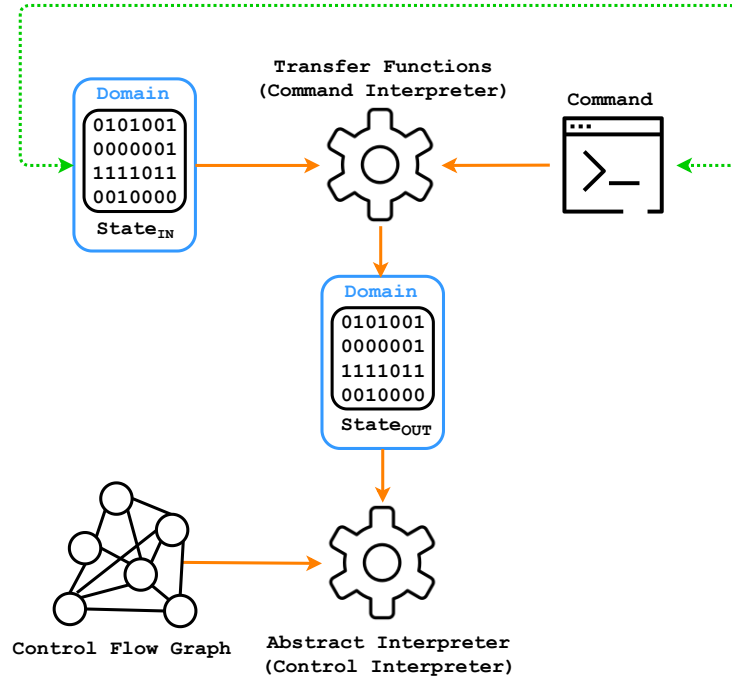 Transfer Functions
(Command Interpreter)
Domain
0101001
0000001
1111011
0010000
StateIN
Command
Domain
0101001
0000001
1111011
0010000
StateOUT
Control Flow Graph
Abstract Interpreter
(Control Interpreter)